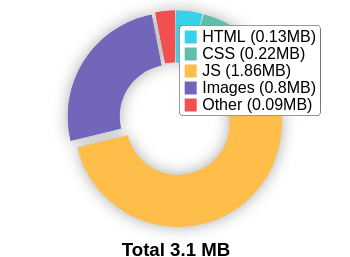 HTML (0.13MB)
CSS (0.22MB)
JS (1.86MB)
Images (0.8MB)
Other (0.09MB)
Total 3.1 MB